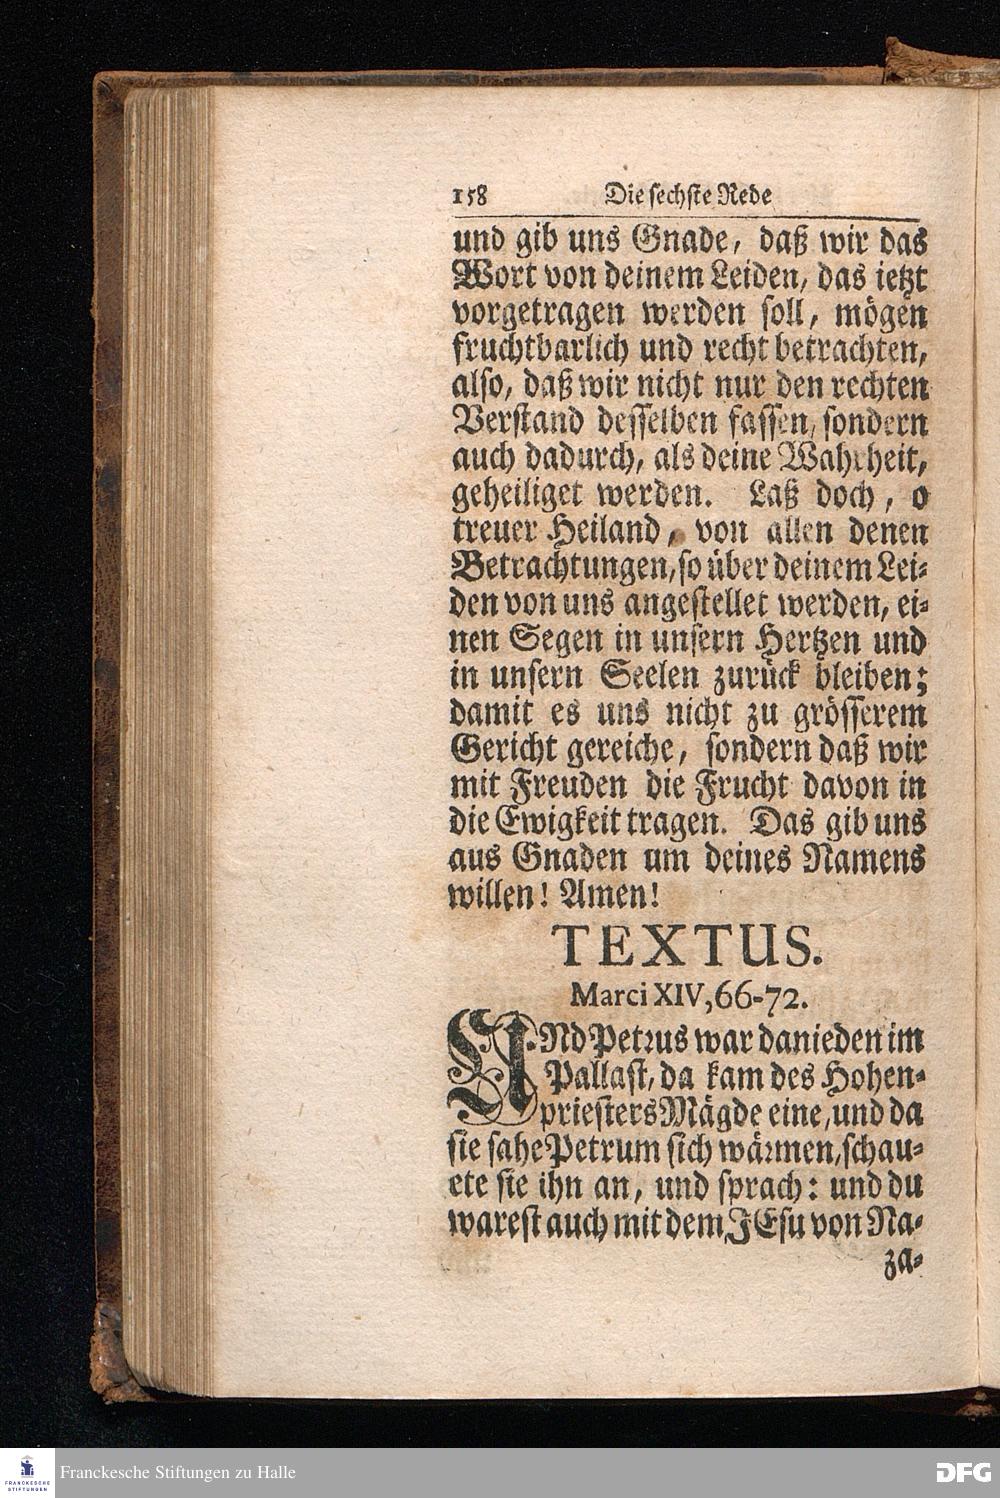 158 Die sechste Rede
und gib uns Gnade, daß wir das
Wort von deinem Leiden, das ietzt
vorgetragen werden soll, mögen
fruchtbarlich und recht betrachten,
also, daß wir nicht nur den rechten
Verstand desselben fassen, sondern
auch dadurch, als deine Wahrheit,
geheiliget werden. Laß doch, o
treuer Heiland, von allen denen
Betrachtungen, so über deinem Lei-
den von uns angestellet werden, ei-
nen Segen in unsern Hertzen und
in unsern Seelen zurück bleiben;
damit es uns nicht zu grösserem
Gericht gereiche, sondern daß wir
mit Freuden die Frucht davon in
die Ewigkeit tragen. Das gib uns
aus Gnaden um deines Namens
willen! Amen!
TEXTUS.
Marci XIV, 66-72.
UNd Petrus war danieden im
Pallast, da kam des Hohen-
priesters Mägde eine, und da
sie sahe Petrum sich wärmen, schau-
ete sie ihn an, und sprach: und du
warest auch mit dem JEsu von Na-
za-
FRANCKESCHE
STIFTUNGEN
Franckesche Stiftungen zu Halle
DFG